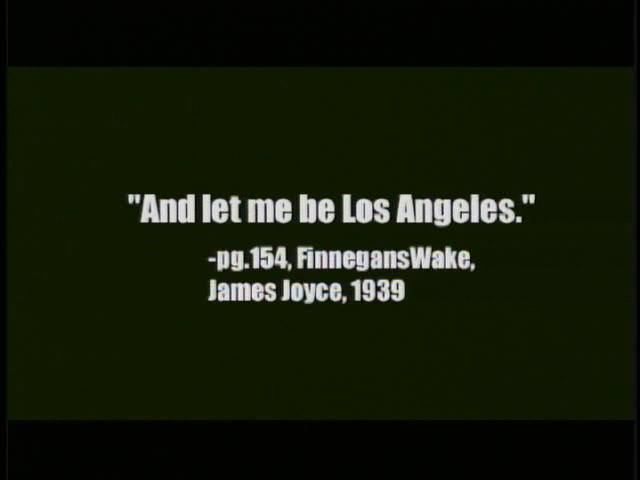 "And let me be Los Angeles."
-pg.154, FinnegansWake,
James Joyce, 1939